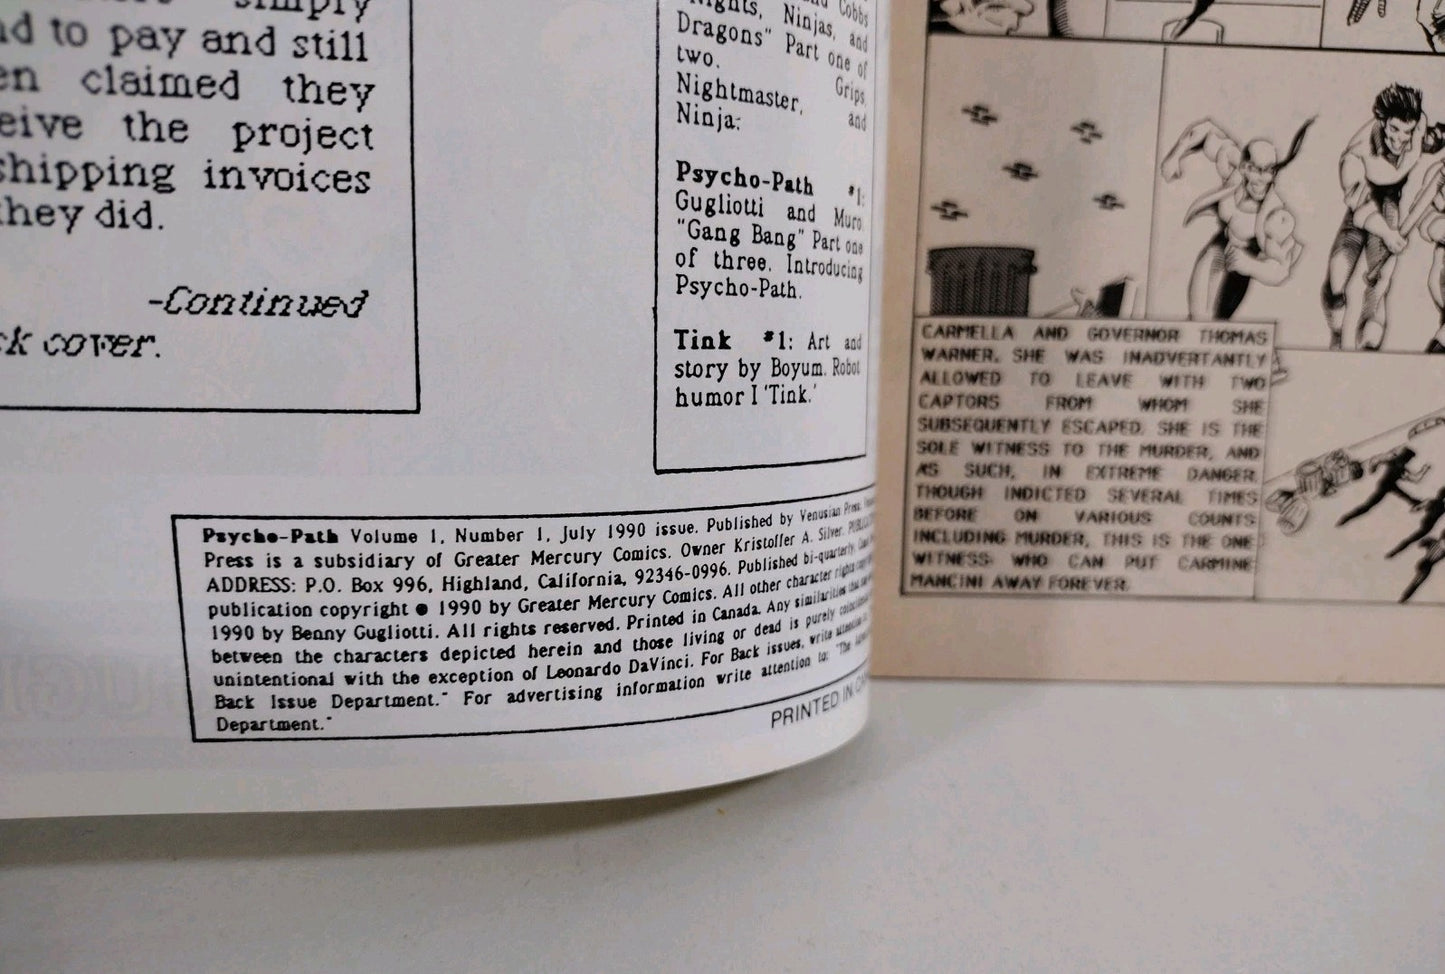 simply
to pay and still
claimed they
the project
shipping invoices
they did.
-Continued
cover.
Cobbs
Ninjas, and
Dragons" Part one of
two. Grips,
Nightmaster, and
Ninja;
Psycho-Path #1:
Gugliotti and Muro
"Gang Bang" Part one
of three. Introducing
Psycho-Path.
Tink #1: Art and
story by Boyum. Robot
humor I 'Tink.'
Psycho-Path Volume 1, Number 1, July 1990 issue. Published by Venusian Press.
Press is a subsidiary of Greater Mercury Comics. Owner Kristoffer A. Silver.
ADDRESS: P.O. Box 996, Highland, California, 92346-0996. Published bi-quarterly.
publication copyright © 1990 by Greater Mercury Comics. All other character rights
1990 by Benny Gugliotti. All rights reserved. Printed in Canada. Any similarities
between the characters depicted herein and those living or dead is purely
unintentional with the exception of Leonardo DaVinci. For Back issues, write
Back Issue Department." For advertising information write attention to: "The
Department."
PRINTED IN
CARMELLA AND GOVERNOR THOMAS
WARNER. SHE WAS INADVERTANTLY
ALLOWED TO LEAVE WITH TWO
CAPTORS FROM WHOM SHE
SUBSEQUENTLY ESCAPED. SHE IS THE
SOLE WITNESS TO THE MURDER, AND
AS SUCH, IN EXTREME DANGER.
THOUGH INDICTED SEVERAL TIMES
BEFORE ON VARIOUS COUNTS
INCLUDING MURDER, THIS IS THE ONE
WITNESS WHO CAN PUT CARMINE
MANCINI AWAY FOREVER.